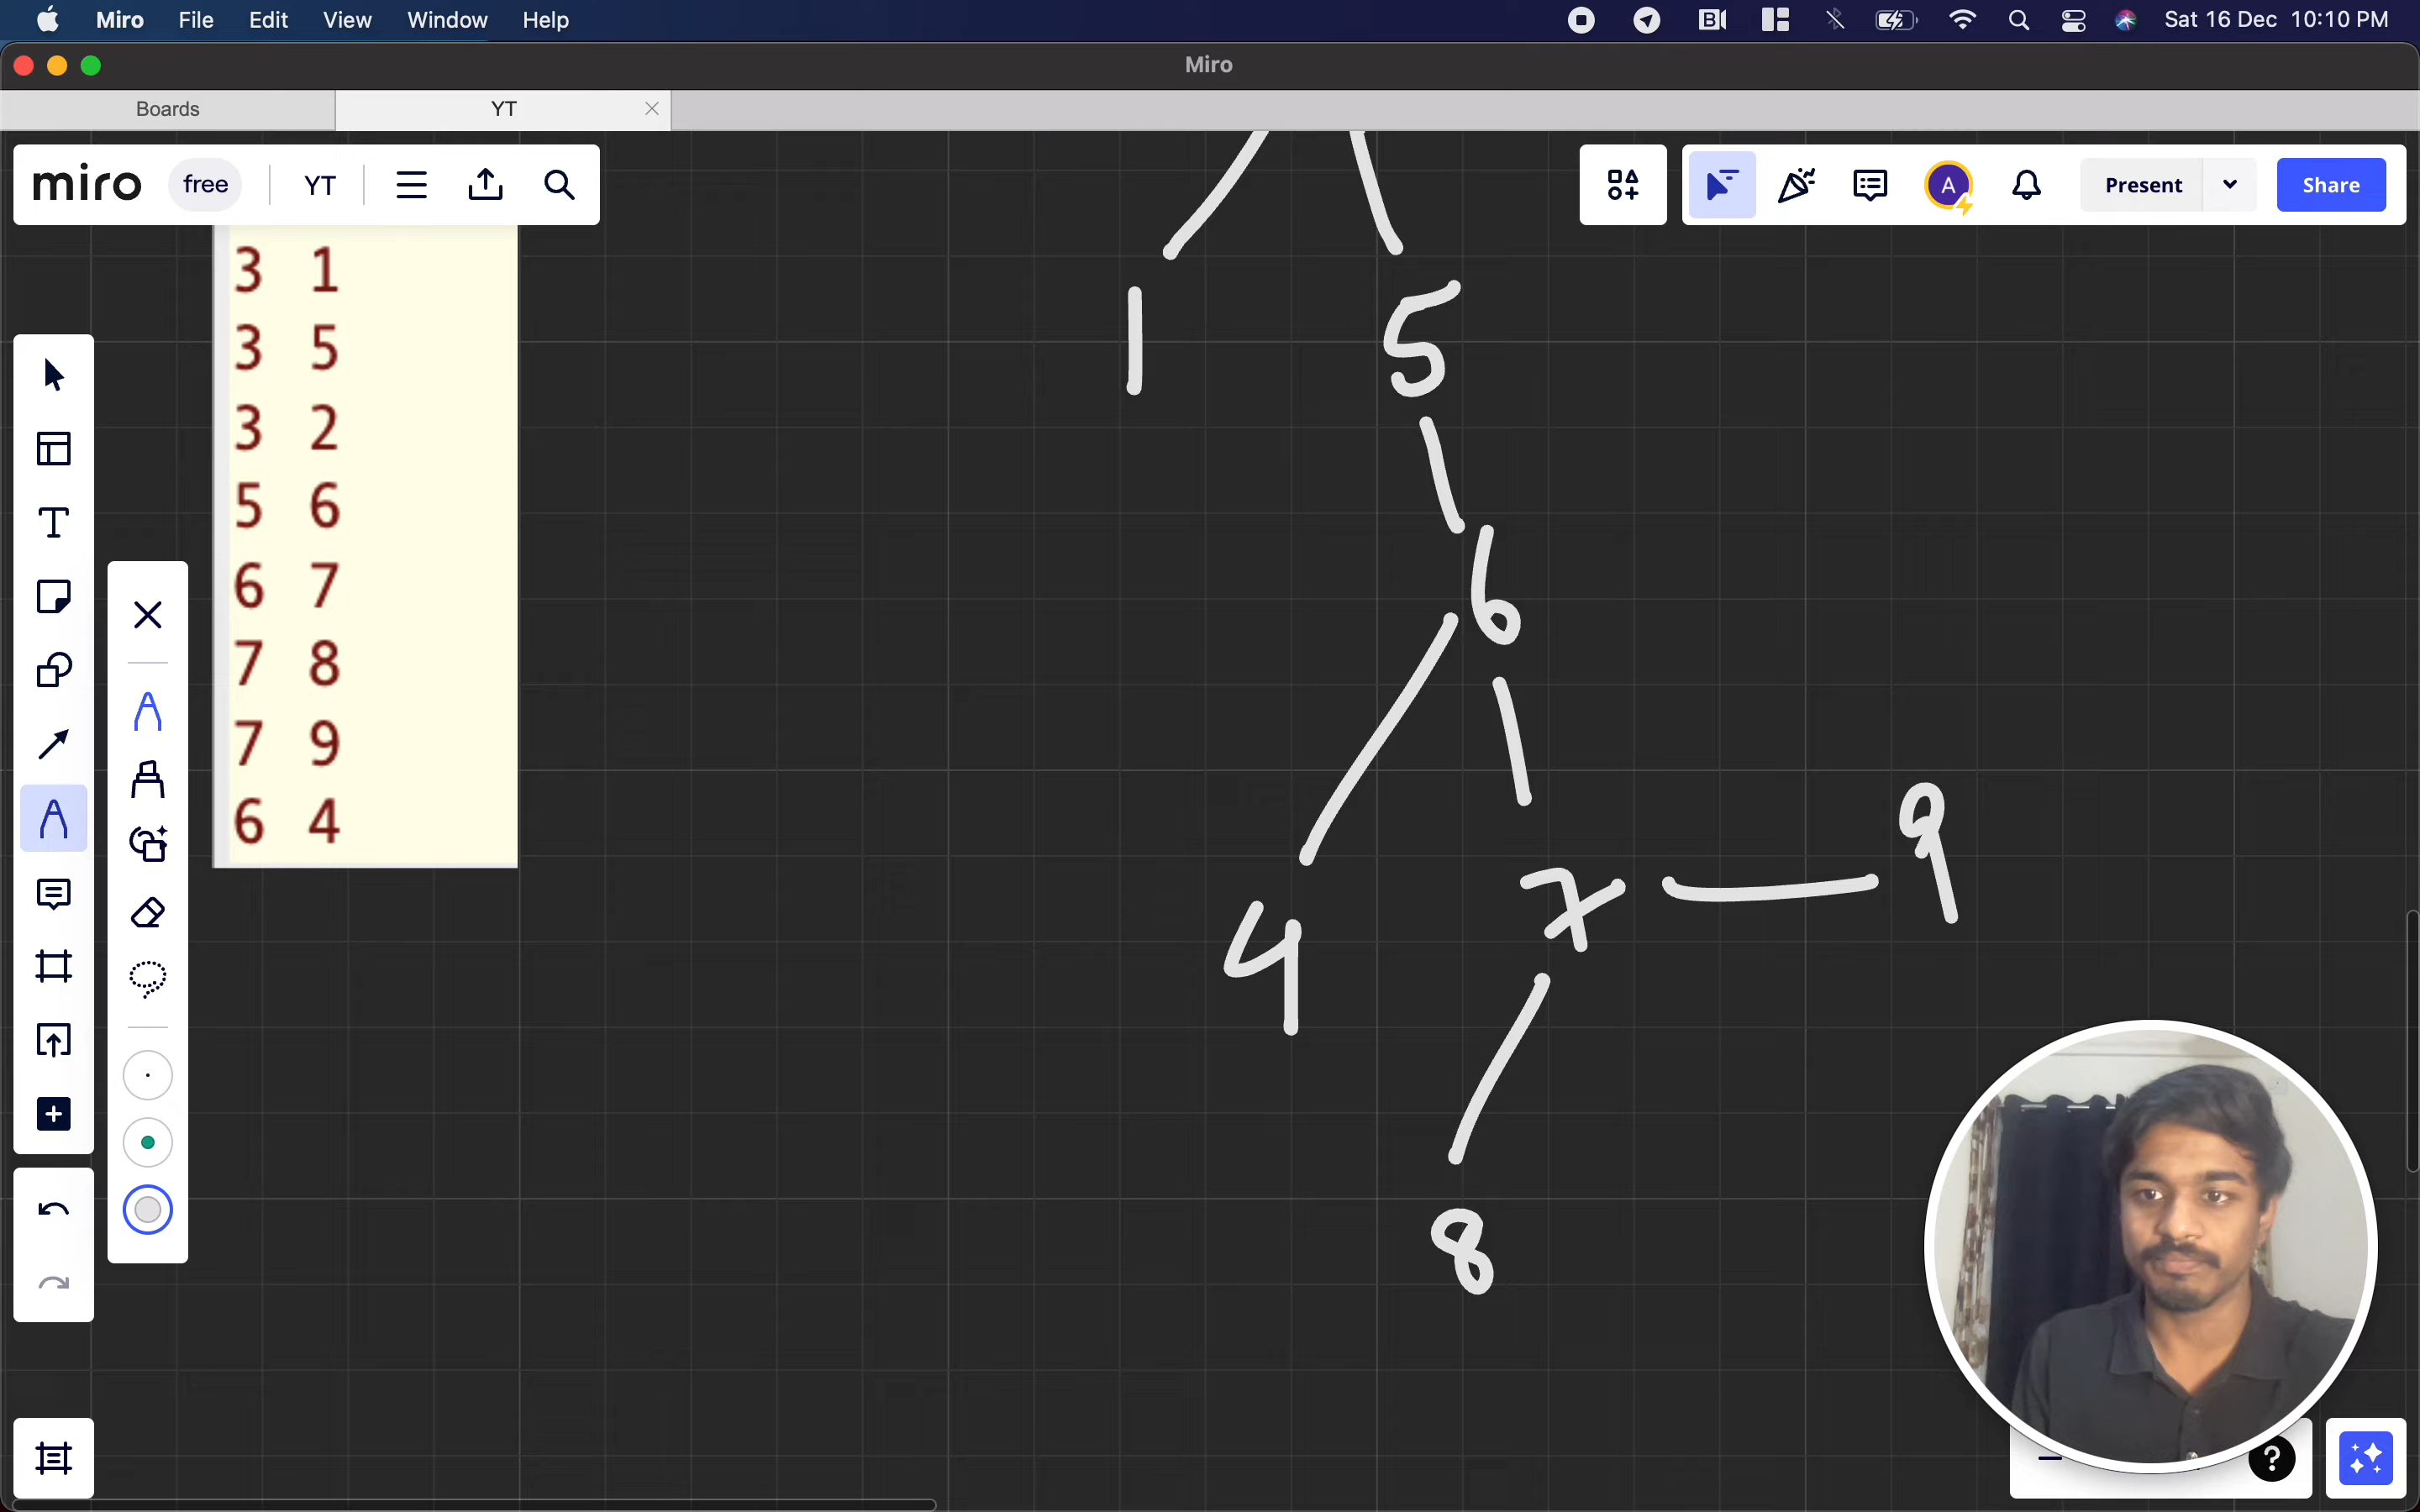 Miro File Edit View Window Help Sat 16 Dec 10:10 PM
Miro
Boards YT
miro free YT Present Share
A
3 1
3 5
3 2
5 6
6 7
7 8
7 9
6 4
1 5
6
9
7
4
8
T
?